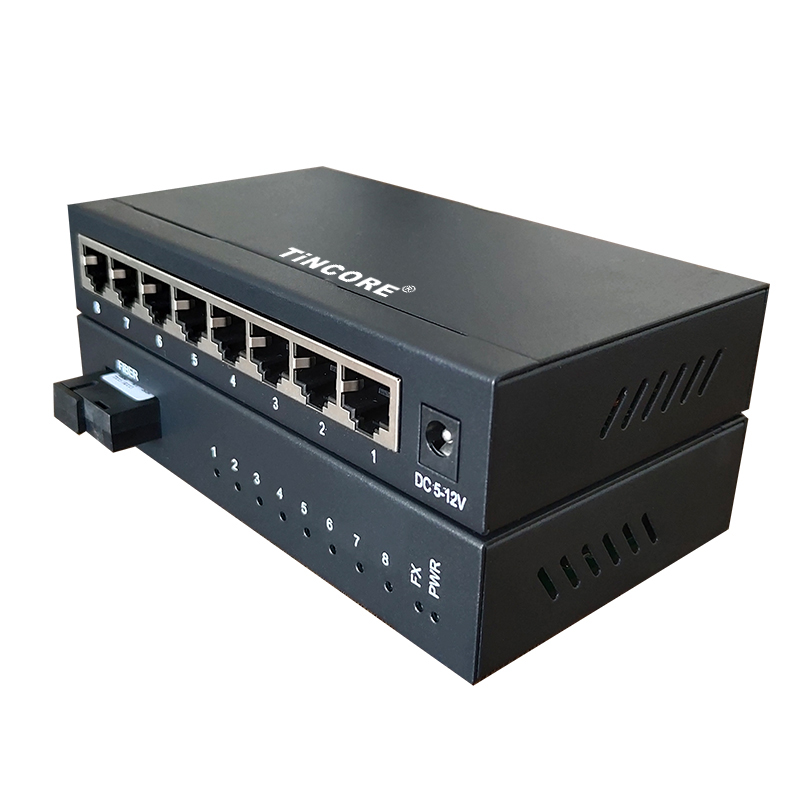 TiNCORE®
8 7 6 5 4 3 2 1
DC 5-12V
FIBER
1 2 3 4 5 6 7 8 FX PWR